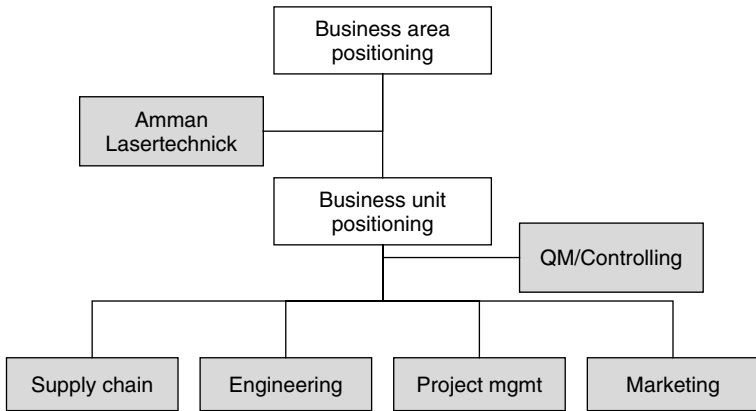 Business area
positioning
Amman
Lasertechnick
Business unit
positioning
QM/Controlling
Supply chain
Engineering
Project mgmt
Marketing